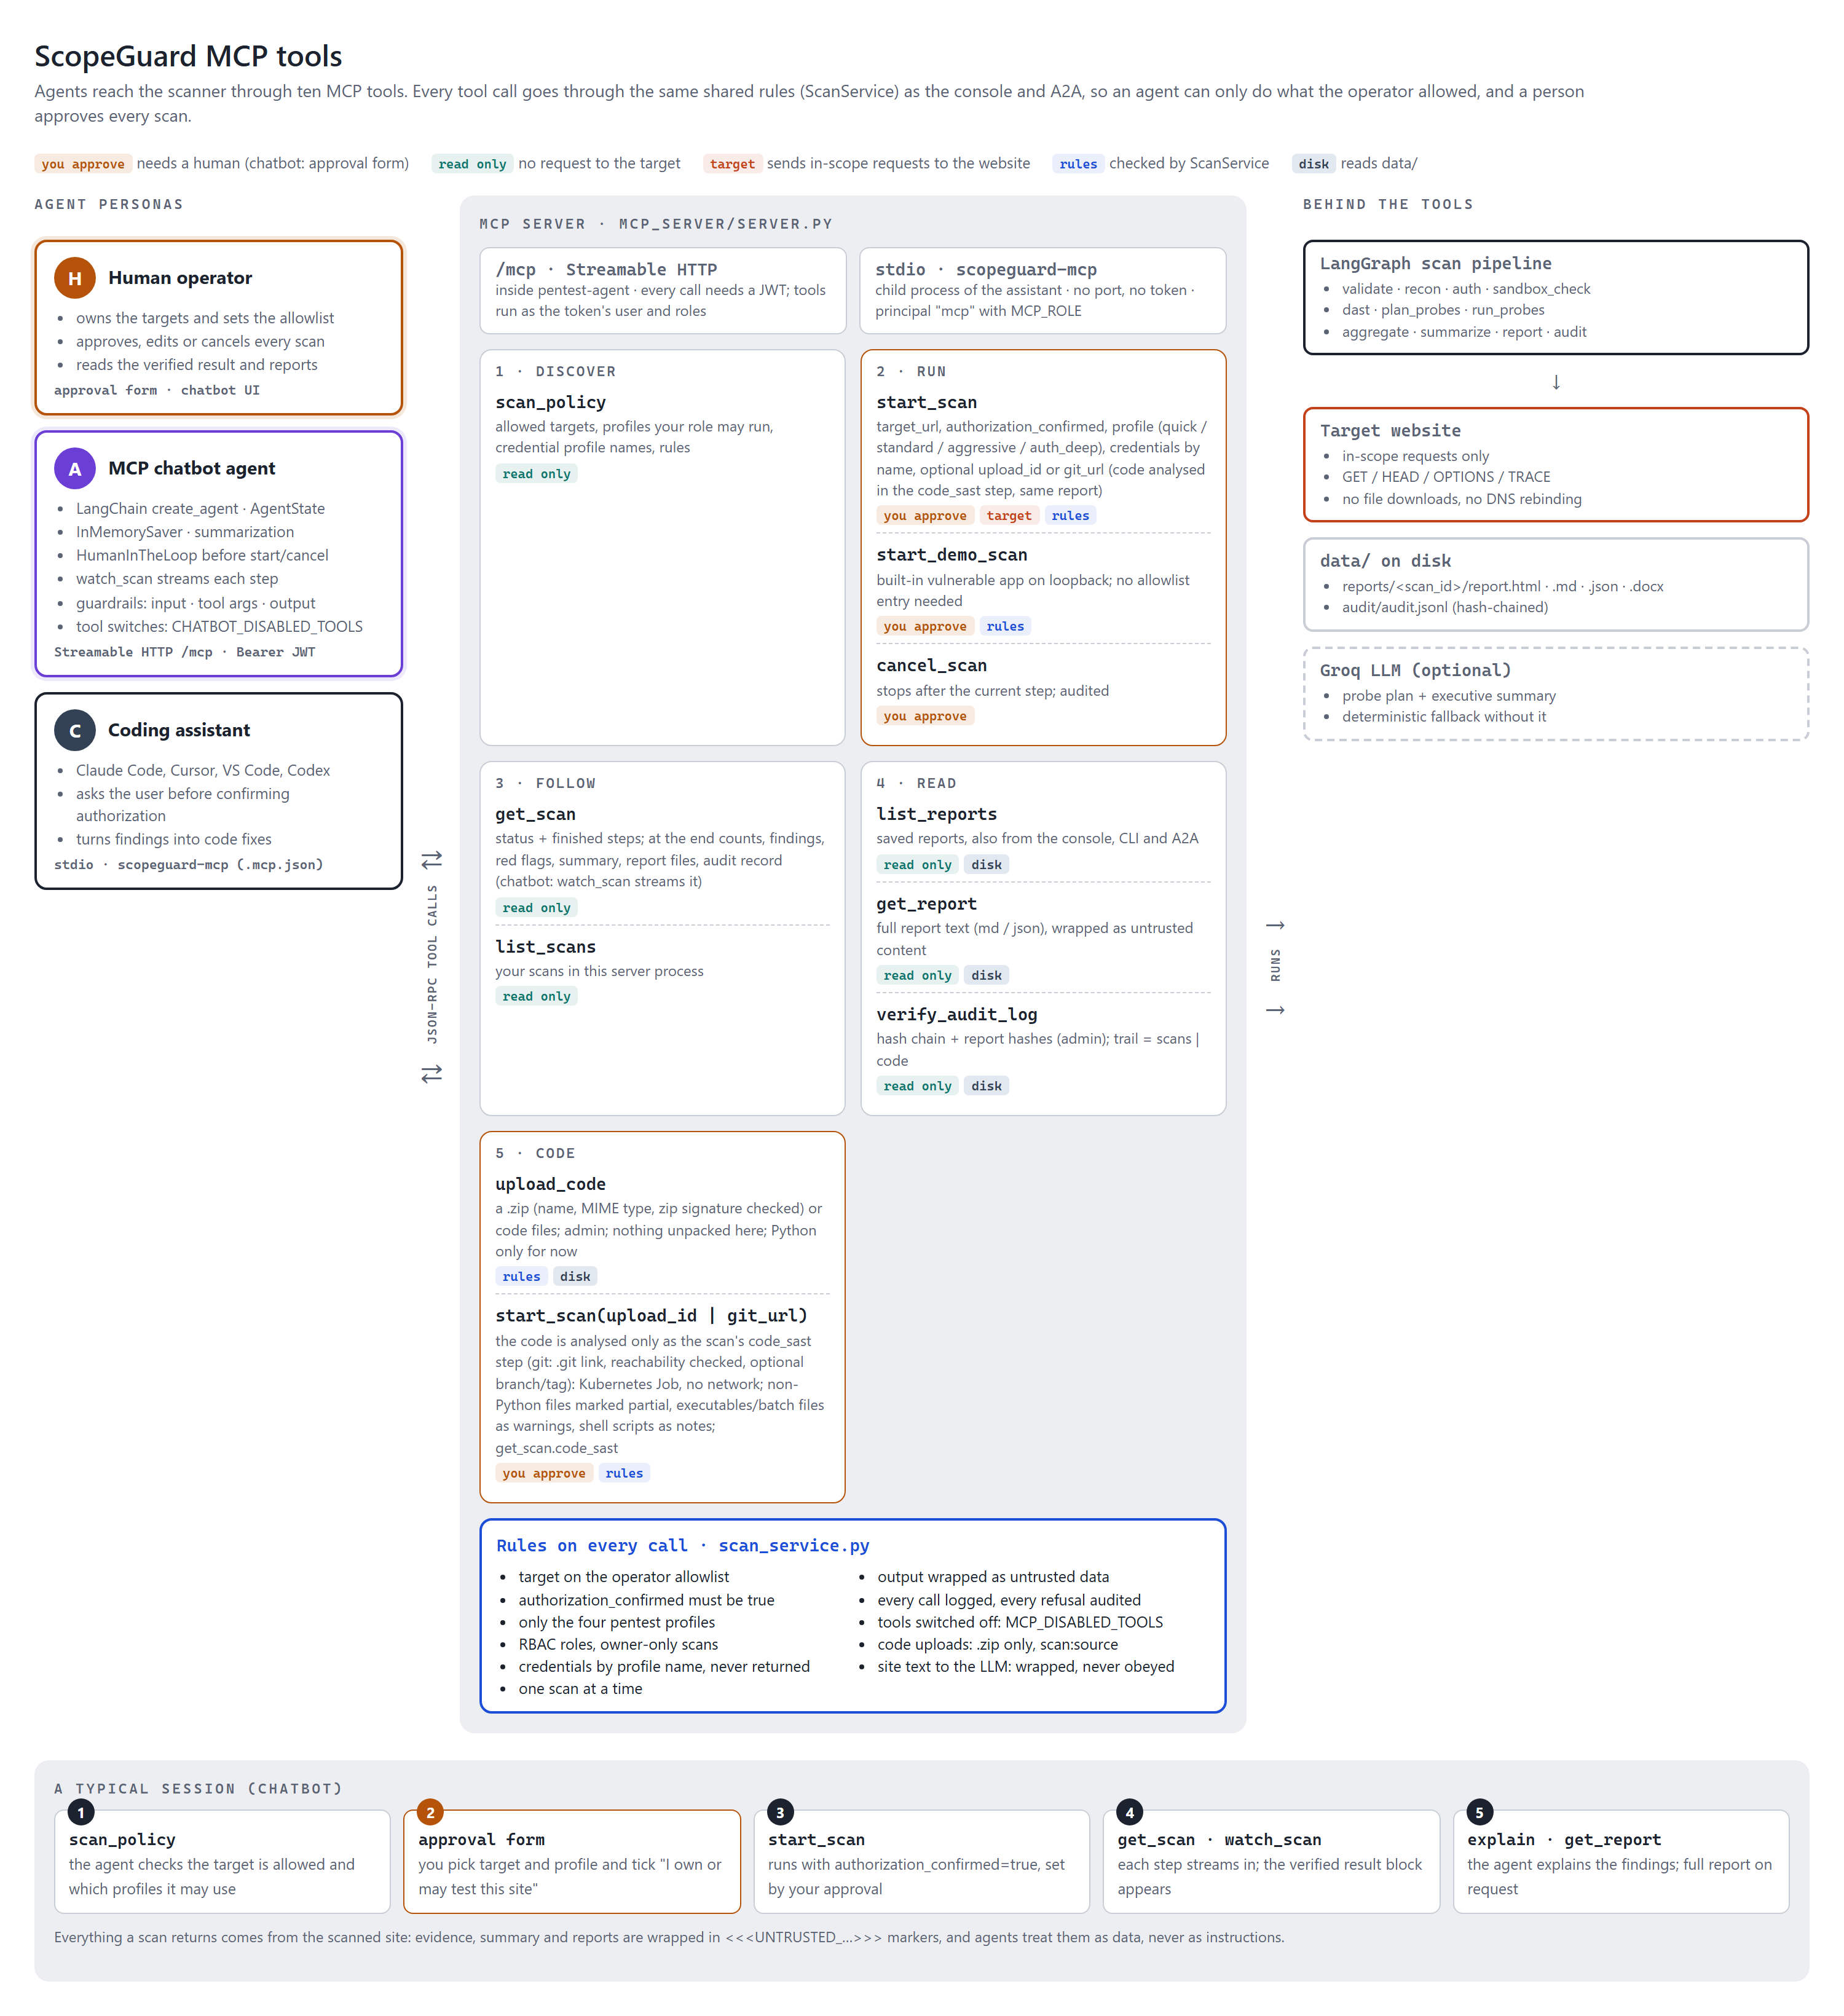 ScopeGuard MCP tools
Agents reach the scanner through ten MCP tools. Every tool call goes through the same shared rules (ScanService) as the console and A2A, so an agent can only do what the operator allowed, and a person
approves every scan.
you approve needs a human (chatbot: approval form) read only no request to the target target sends in-scope requests to the website rules checked by ScanService disk reads data/
AGENT PERSONAS
H Human operator
• owns the targets and sets the allowlist
• approves, edits or cancels every scan
• reads the verified result and reports
approval form · chatbot UI
A MCP chatbot agent
• LangChain create_agent · AgentState
• InMemorySaver · summarization
• HumanInTheLoop before start/cancel
• watch_scan streams each step
• guardrails: input · tool args · output
• tool switches: CHATBOT_DISABLED_TOOLS
Streamable HTTP /mcp · Bearer JWT
C Coding assistant
• Claude Code, Cursor, VS Code, Codex
• asks the user before confirming
authorization
• turns findings into code fixes
stdio · scopeguard-mcp (.mcp.json)
⇄ JSON-RPC TOOL CALLS ⇄
MCP SERVER · MCP_SERVER/SERVER.PY
/mcp · Streamable HTTP
inside pentest-agent · every call needs a JWT; tools
run as the token's user and roles
stdio · scopeguard-mcp
child process of the assistant · no port, no token ·
principal "mcp" with MCP_ROLE
1 · DISCOVER
scan_policy
allowed targets, profiles your role may run,
credential profile names, rules
read only
2 · RUN
start_scan
target_url, authorization_confirmed, profile (quick /
standard / aggressive / auth_deep), credentials by
name, optional upload_id or git_url (code analysed
in the code_sast step, same report)
you approve target rules
start_demo_scan
built-in vulnerable app on loopback; no allowlist
entry needed
you approve rules
cancel_scan
stops after the current step; audited
you approve
3 · FOLLOW
get_scan
status + finished steps; at the end counts, findings,
red flags, summary, report files, audit record
(chatbot: watch_scan streams it)
read only
list_scans
your scans in this server process
read only
4 · READ
list_reports
saved reports, also from the console, CLI and A2A
read only disk
get_report
full report text (md / json), wrapped as untrusted
content
read only disk
verify_audit_log
hash chain + report hashes (admin); trail = scans |
code
read only disk
5 · CODE
upload_code
a .zip (name, MIME type, zip signature checked) or
code files; admin; nothing unpacked here; Python
only for now
rules disk
start_scan(upload_id | git_url)
the code is analysed only as the scan's code_sast
step (git: .git link, reachability checked, optional
branch/tag): Kubernetes Job, no network; non-
Python files marked partial, executables/batch files
as warnings, shell scripts as notes;
get_scan.code_sast
you approve rules
Rules on every call · scan_service.py
• target on the operator allowlist
• authorization_confirmed must be true
• only the four pentest profiles
• RBAC roles, owner-only scans
• credentials by profile name, never returned
• one scan at a time
• output wrapped as untrusted data
• every call logged, every refusal audited
• tools switched off: MCP_DISABLED_TOOLS
• code uploads: .zip only, scan:source
• site text to the LLM: wrapped, never obeyed
→ RUNS →
BEHIND THE TOOLS
LangGraph scan pipeline
• validate · recon · auth · sandbox_check
• dast · plan_probes · run_probes
• aggregate · summarize · report · audit
↓
Target website
• in-scope requests only
• GET / HEAD / OPTIONS / TRACE
• no file downloads, no DNS rebinding
data/ on disk
• reports/<scan_id>/report.html · .md · .json · .docx
• audit/audit.jsonl (hash-chained)
Groq LLM (optional)
• probe plan + executive summary
• deterministic fallback without it
A TYPICAL SESSION (CHATBOT)
1
scan_policy
the agent checks the target is allowed and
which profiles it may use
2
approval form
you pick target and profile and tick "I own or
may test this site"
3
start_scan
runs with authorization_confirmed=true, set
by your approval
4
get_scan · watch_scan
each step streams in; the verified result block
appears
5
explain · get_report
the agent explains the findings; full report on
request
Everything a scan returns comes from the scanned site: evidence, summary and reports are wrapped in <<<UNTRUSTED_…>>> markers, and agents treat them as data, never as instructions.